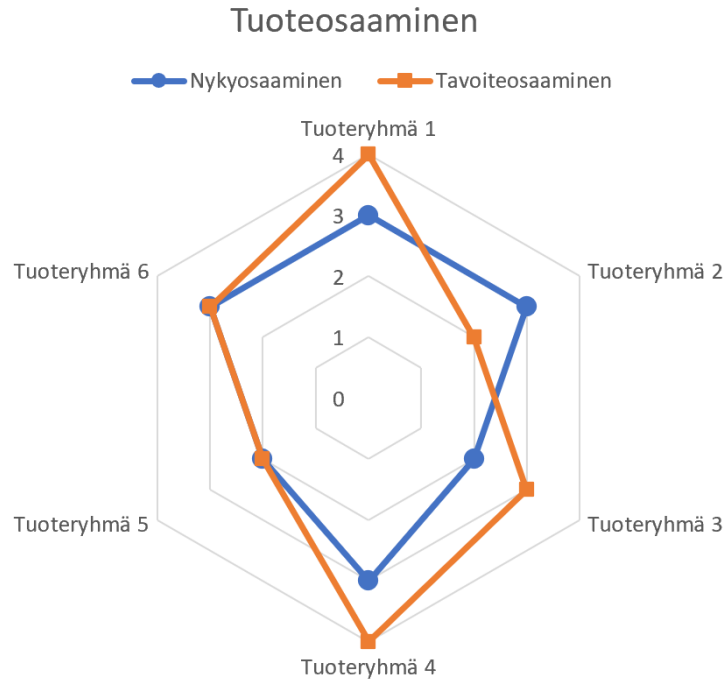 Tuoteosaaminen
Nykyosaaminen Tavoiteosaaminen
Tuoteryhmä 1
4
3
Tuoteryhmä 6 Tuoteryhmä 2
2
1
0
Tuoteryhmä 5 Tuoteryhmä 3
Tuoteryhmä 4